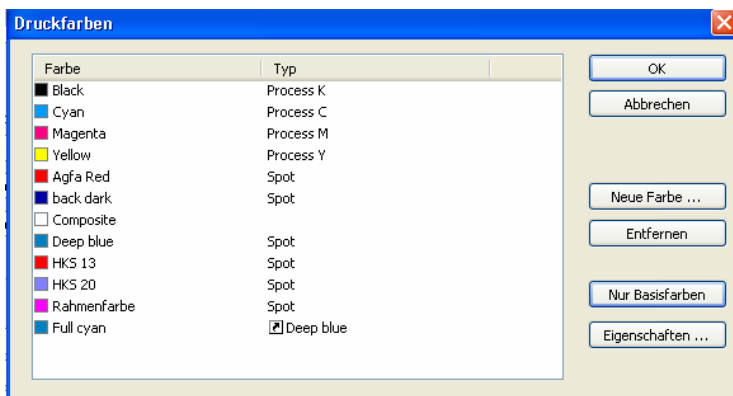 Druckfarben
Farbe Typ
Black Process K
Cyan Process C
Magenta Process M
Yellow Process Y
Agfa Red Spot
back dark Spot
Composite
Deep blue Spot
HKS 13 Spot
HKS 20 Spot
Rahmenfarbe Spot
Full cyan Deep blue
OK
Abbrechen
Neue Farbe ...
Entfernen
Nur Basisfarben
Eigenschaften ...